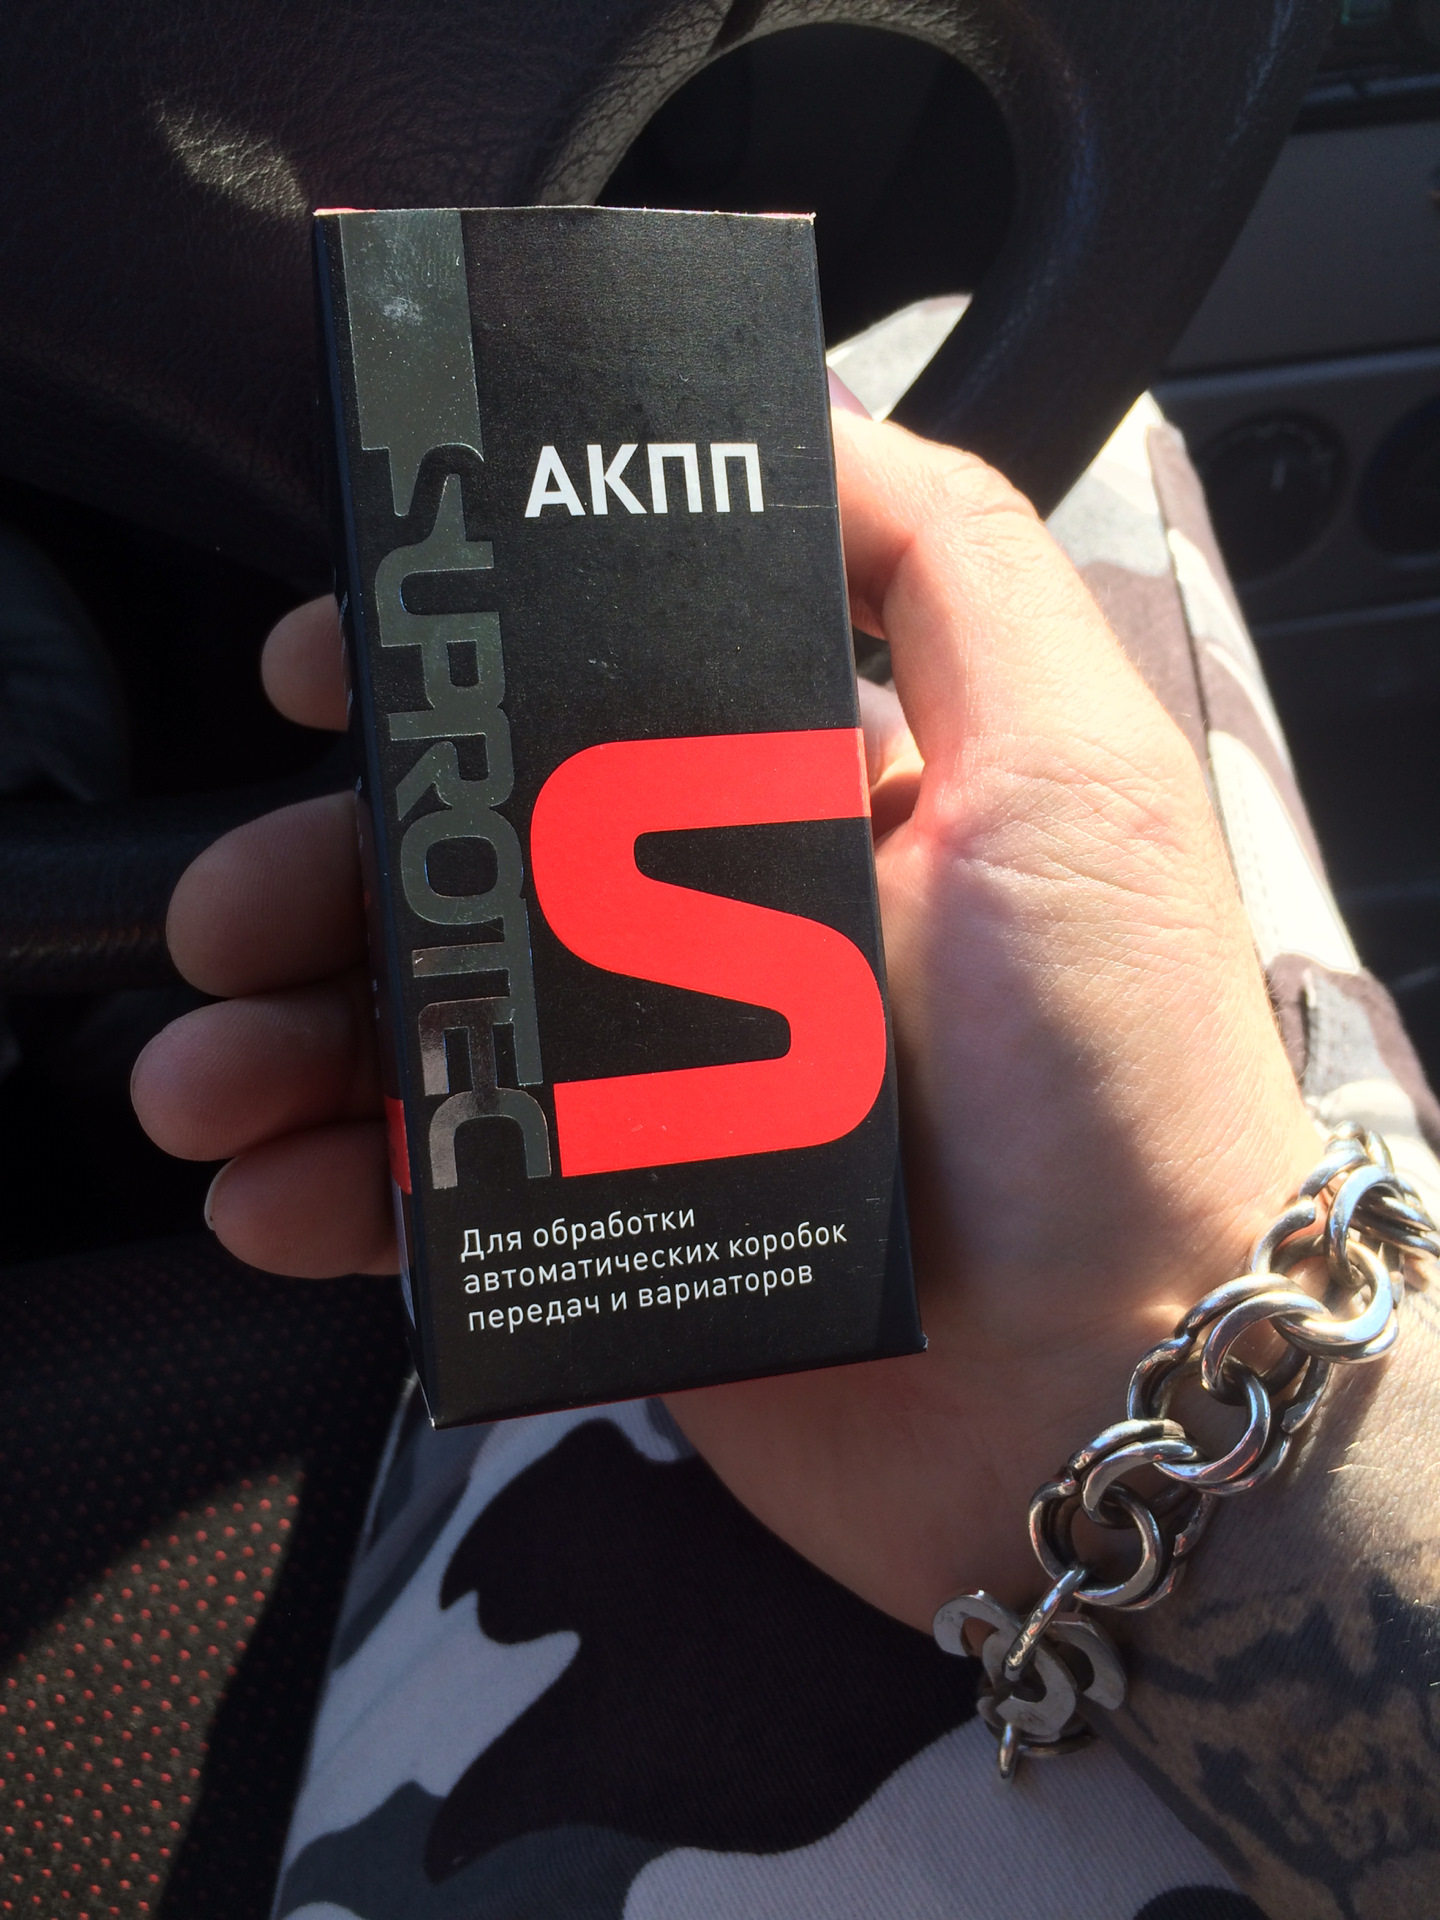 АКПП
SUPROTEC
S
Для обработки
автоматических коробок
передач и вариаторов